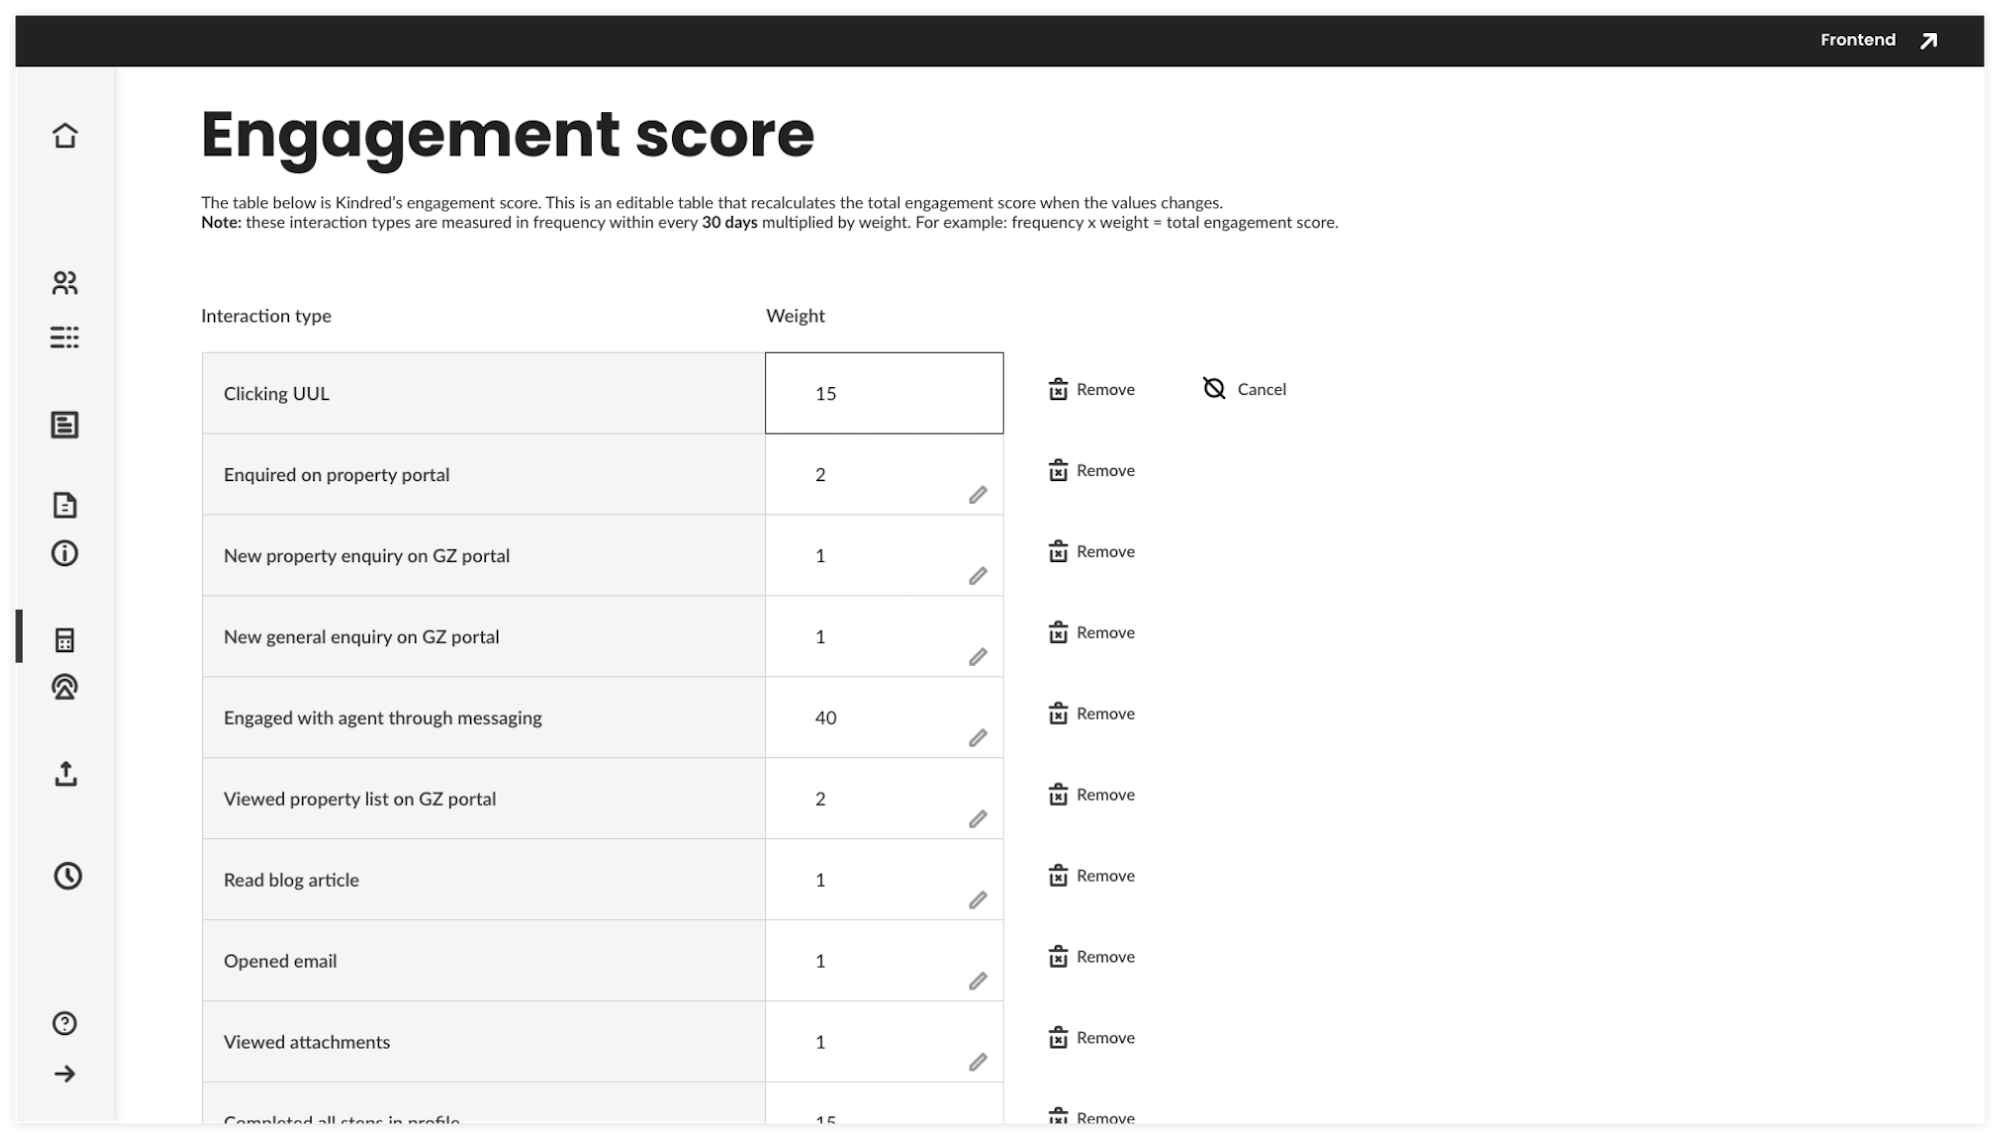 Frontend
Engagement score
The table below is Kindred's engagement score. This is an editable table that recalculates the total engagement score when the values changes.
Note: these interaction types are measured in frequency within every 30 days multiplied by weight. For example: frequency x weight = total engagement score.
Interaction type Weight
Clicking UUL 15 Remove Cancel
Enquired on property portal 2 Remove
New property enquiry on GZ portal 1 Remove
New general enquiry on GZ portal 1 Remove
Engaged with agent through messaging 40 Remove
Viewed property list on GZ portal 2 Remove
Read blog article 1 Remove
Opened email 1 Remove
Viewed attachments 1 Remove
Completed all steps in profile 15 Remove